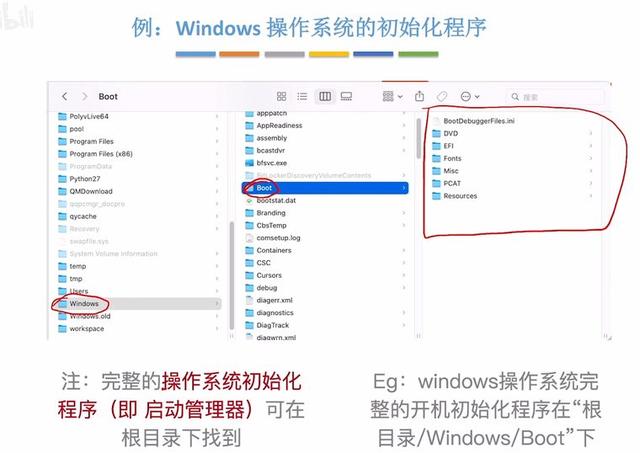 bili
例：Windows 操作系统的初始化程序
Boot
搜索
PolyvLive64
pool
Program Files
Program Files (x86)
ProgramData
Python27
QMDownload
qqpcmgr_docpro
qycache
Recovery
swapfile.sys
System Volume Information
temp
tmp
Users
Windows
Windows.old
workspace
apppatch
AppReadiness
assembly
bcastdvr
bfsvc.exe
BitLockerDiscoveryVolumeContents
Boot
bootstat.dat
Branding
CbsTemp
comsetup.log
Containers
CSC
Cursors
debug
diagerr.xml
diagnostics
DiagTrack
diagwrn.xml
BootDebuggerFiles.ini
DVD
EFI
Fonts
Misc
PCAT
Resources
注：完整的操作系统初始化
程序（即 启动管理器）可在
根目录下找到
Eg：windows操作系统完
整的开机初始化程序在“根
目录/Windows/Boot”下